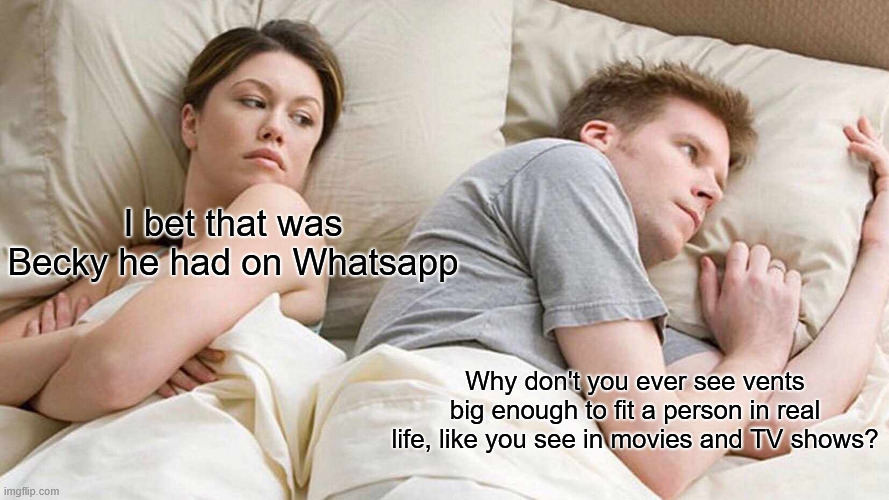 I bet that was
Becky he had on Whatsapp
Why don't you ever see vents
big enough to fit a person in real
life, like you see in movies and TV shows?
imgflip.com